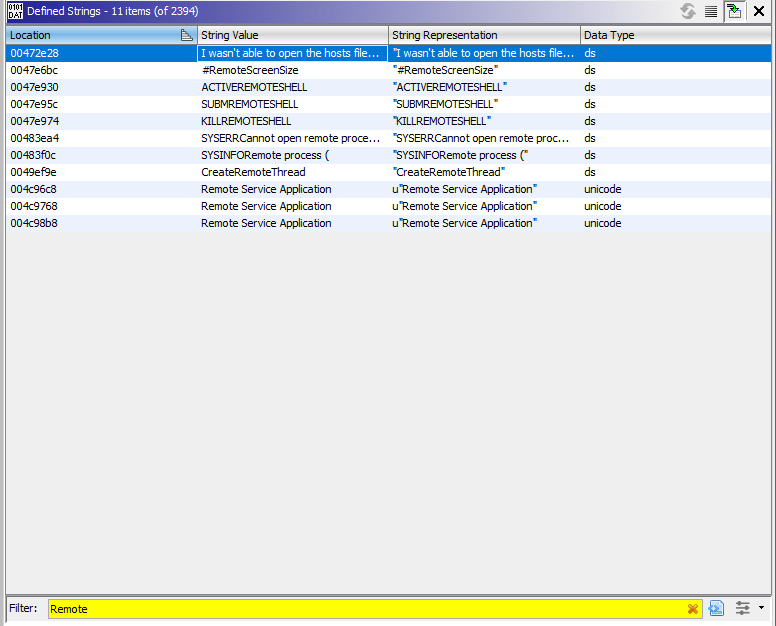 0101 DAT Defined Strings - 11 items (of 2394)
Location String Value String Representation Data Type
00472e28 I wasn't able to open the hosts file... "I wasn't able to open the hosts file... ds
0047e6bc #RemoteScreenSize "#RemoteScreenSize" ds
0047e930 ACTIVEREMOTESHELL "ACTIVEREMOTESHELL" ds
0047e95c SUBMREMOTESHELL "SUBMREMOTESHELL" ds
0047e974 KILLREMOTESHELL "KILLREMOTESHELL" ds
00483ea4 SYSERRCannot open remote proce... "SYSERRCannot open remote proc... ds
00483f0c SYSINFORemote process ( "SYSINFORemote process (" ds
0049ef9e CreateRemoteThread "CreateRemoteThread" ds
004c96c8 Remote Service Application u"Remote Service Application" unicode
004c9768 Remote Service Application u"Remote Service Application" unicode
004c98b8 Remote Service Application u"Remote Service Application" unicode
Filter: Remote